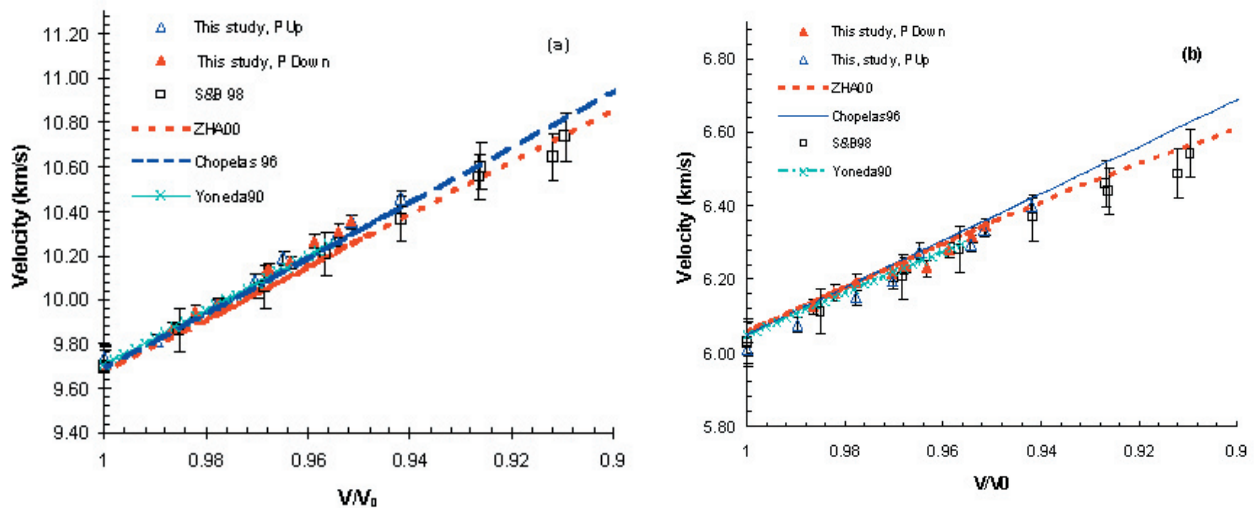 11.20
11.00
10.80
10.60
10.40
10.20
10.00
9.80
9.60
9.40
Velocity (km/s)
This study, P Up
This study, P Down
S&B 98
ZHA00
Chopelas 96
Yoneda90
(a)
1 0.98 0.96 0.94 0.92 0.9
V/V0
6.80
6.60
6.40
6.20
6.00
5.80
Velocity (km/s)
This study, P Down
This, study, P Up
ZHA00
Chopelas96
S&B98
Yoneda90
(b)
1 0.98 0.96 0.94 0.92 0.9
V/V0